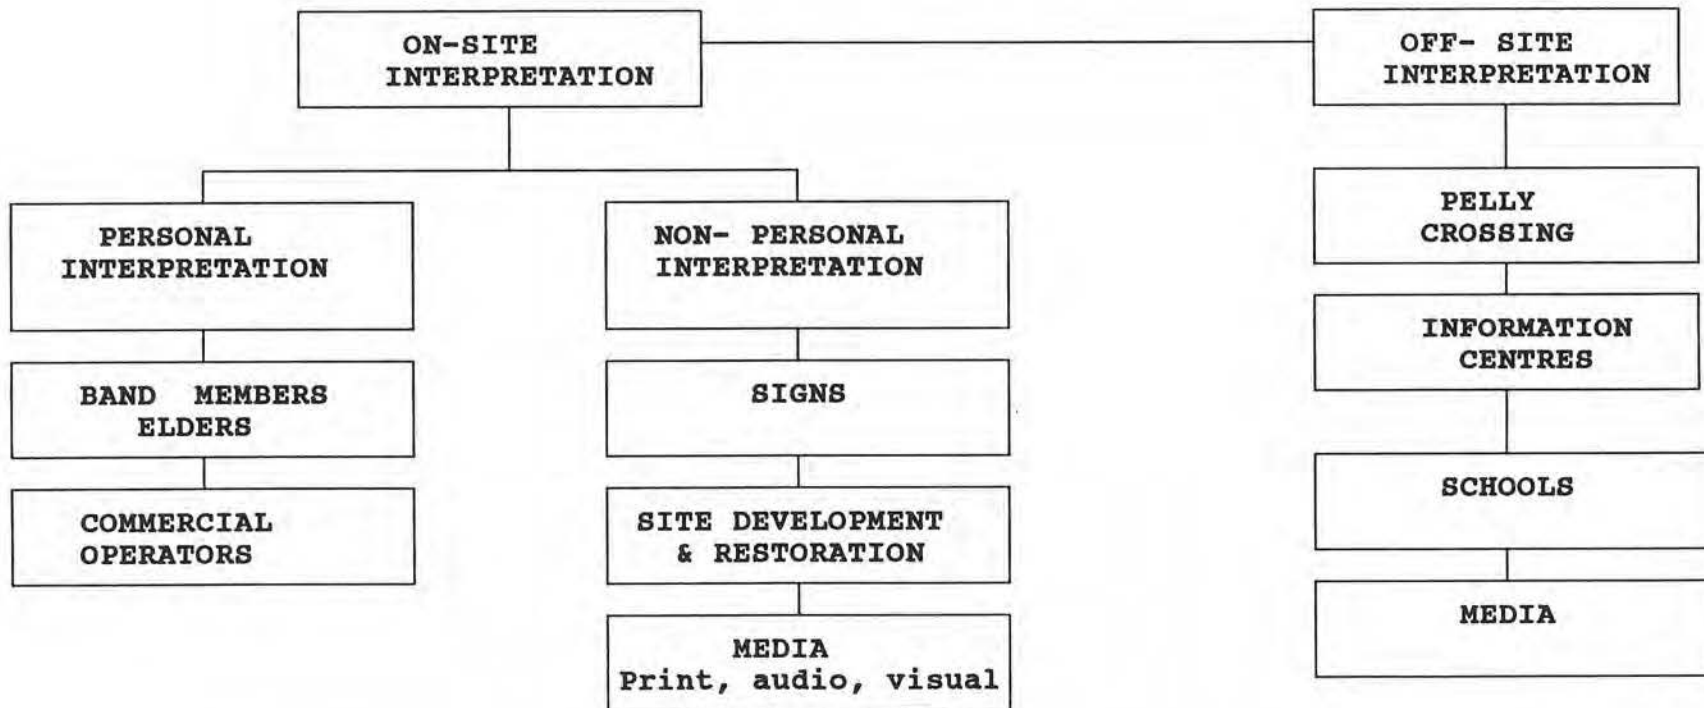 ON-SITE
INTERPRETATION
OFF- SITE
INTERPRETATION
PERSONAL
INTERPRETATION
BAND MEMBERS
ELDERS
COMMERCIAL
OPERATORS
NON- PERSONAL
INTERPRETATION
SIGNS
SITE DEVELOPMENT
& RESTORATION
MEDIA
Print, audio, visual
PELLY
CROSSING
INFORMATION
CENTRES
SCHOOLS
MEDIA